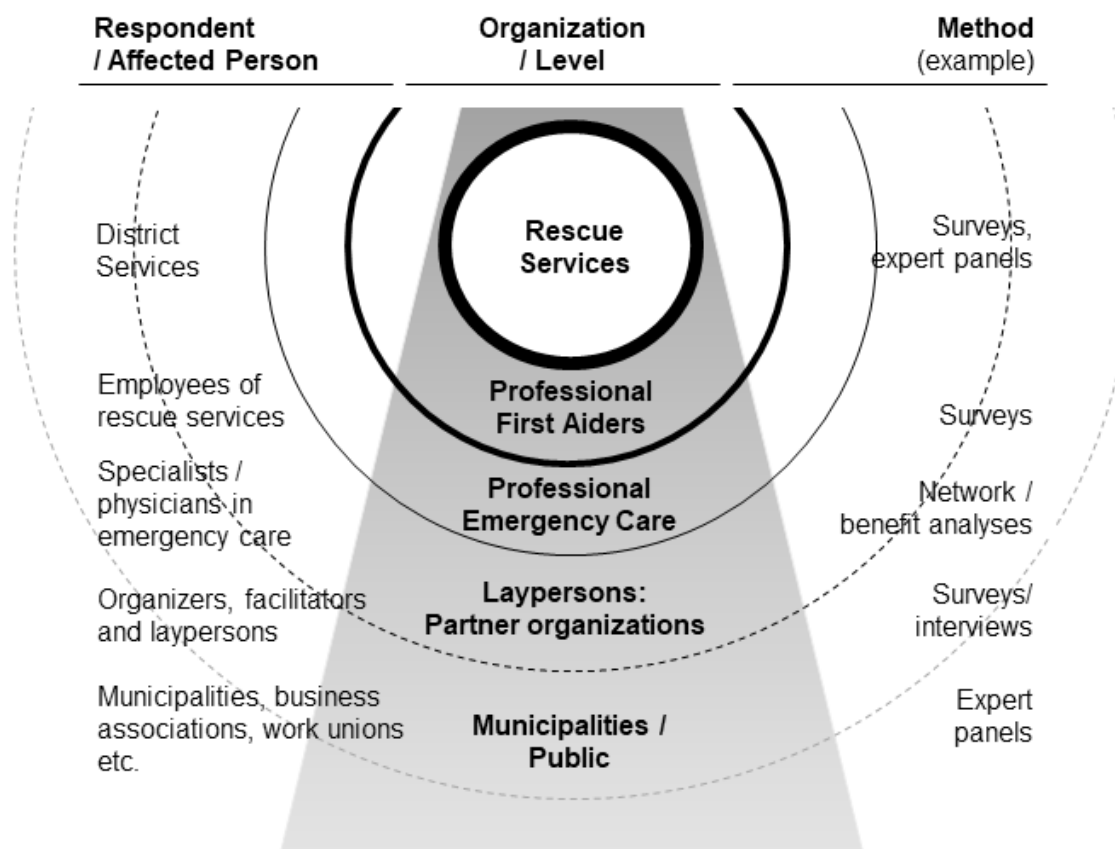 Respondent
/ Affected Person
Organization
/ Level
Method
(example)
District
Services
Rescue
Services
Surveys,
expert panels
Employees of
rescue services
Professional
First Aiders
Surveys
Specialists /
physicians in
emergency care
Professional
Emergency Care
Network /
benefit analyses
Organizers, facilitators
and laypersons
Laypersons:
Partner organizations
Surveys/
interviews
Municipalities, business
associations, work unions
etc.
Municipalities /
Public
Expert
panels